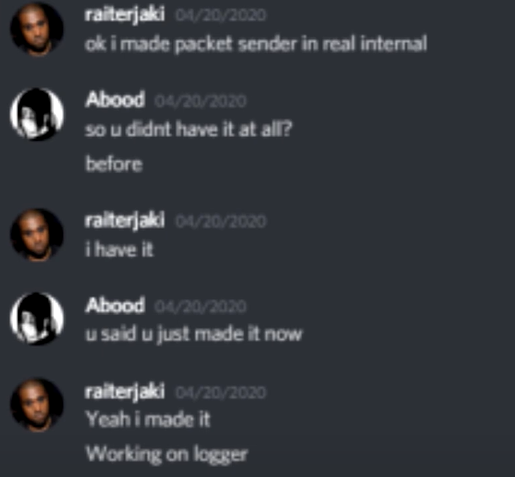 raiterjaki 04/20/2020
ok i made packet sender in real internal
Abood 04/20/2020
so u didnt have it at all?
before
raiterjaki 04/20/2020
i have it
Abood 04/20/2020
u said u just made it now
raiterjaki 04/20/2020
Yeah i made it
Working on logger